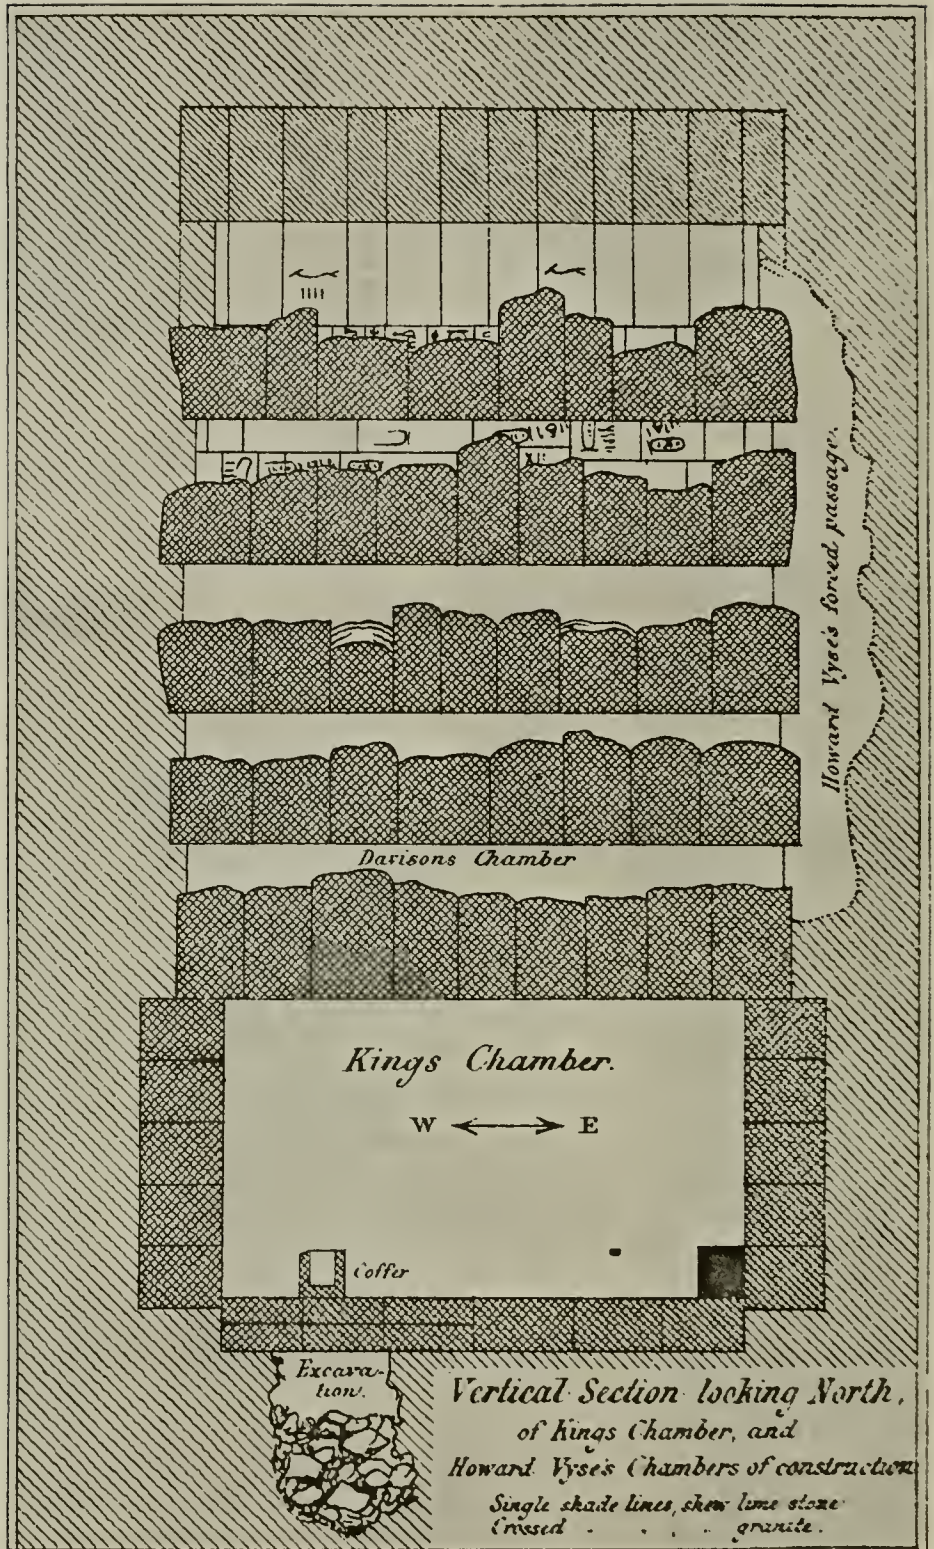 Howard Vyse's forced passage.
Davisons Chamber
Kings Chamber.
W E
Coffer
Excava-
tion.
Vertical Section looking North,
of Kings Chamber, and
Howard Vyse's Chambers of construction
Single shade lines, shew lime stone
Crossed . . , . granite.